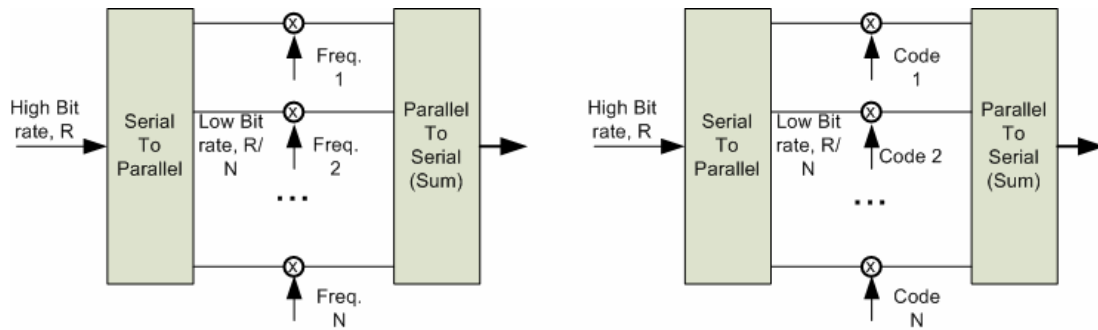 High Bit
rate, R
Serial
To
Parallel
Low Bit
rate, R/
N
X
Freq.
1
X
Freq.
2
...
X
Freq.
N
Parallel
To
Serial
(Sum)
High Bit
rate, R
Serial
To
Parallel
Low Bit
rate, R/
N
X
Code
1
X
Code 2
...
X
Code
N
Parallel
To
Serial
(Sum)